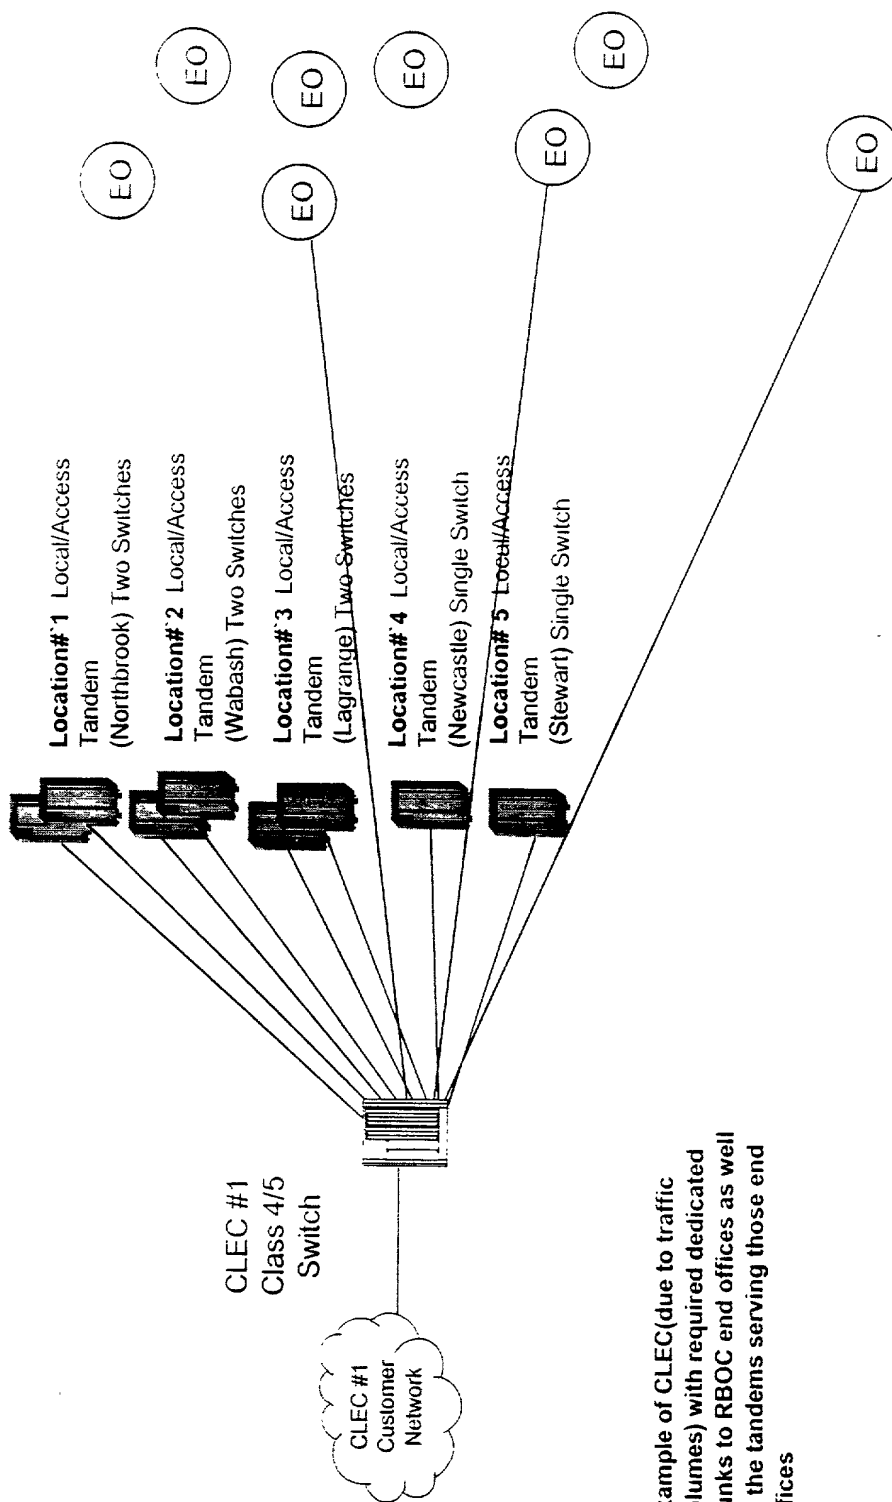 CLEC #1
Customer
Network
CLEC #1
Class 4/5
Switch
Location#`1 Local/Access
Tandem
(Northbrook) Two Switches
Location#`2 Local/Access
Tandem
(Wabash) Two Switches
Location#`3 Local/Access
Tandem
(Lagrange) Two Switches
Location#`4 Local/Access
Tandem
(Newcastle) Single Switch
Location#`5 Local/Access
Tandem
(Stewart) Single Switch
EO
EO
EO
EO
EO
EO
EO
EO
ample of CLEC(due to traffic
lumes) with required dedicated
unks to RBOC end offices as well
the tandems serving those end
fices